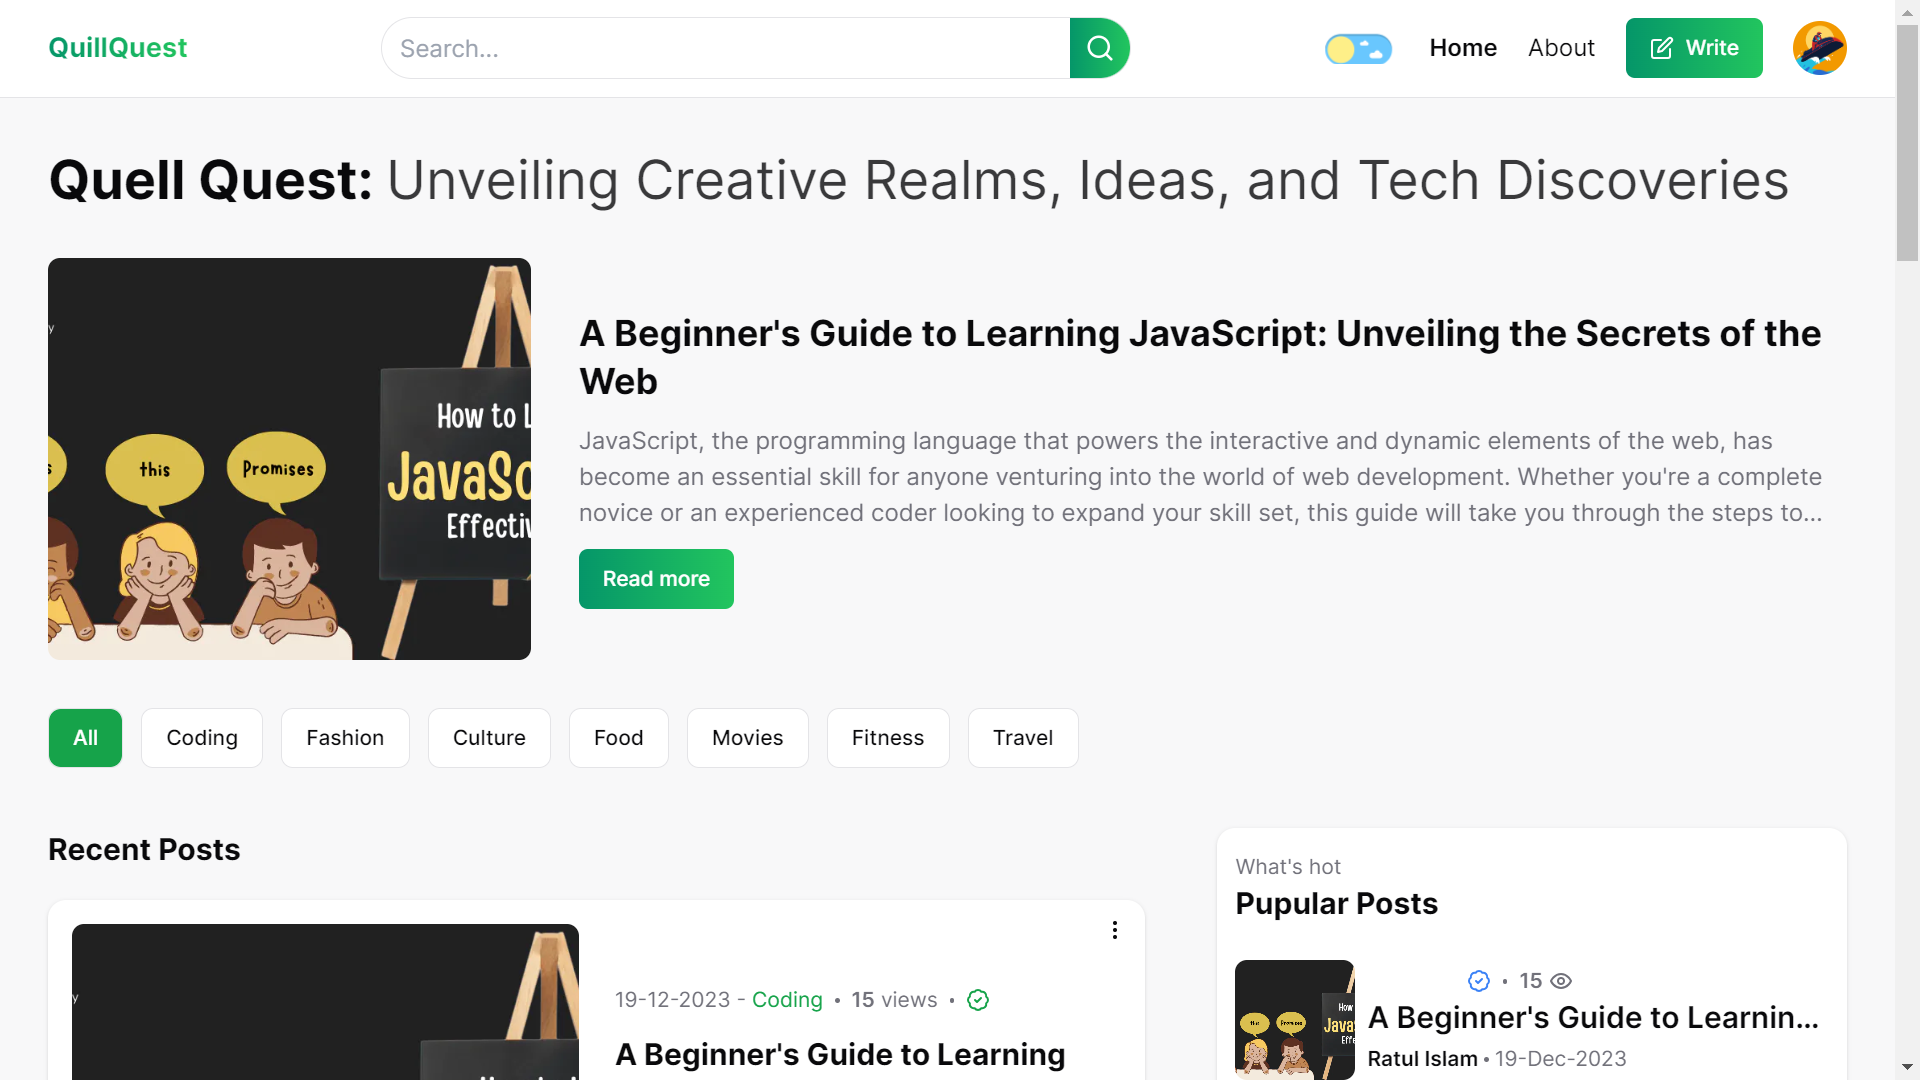 QuillQuest
Search...
Home
About
Write
Quell Quest: Unveiling Creative Realms, Ideas, and Tech Discoveries
y
s
this
Promises
How to L
JavaSc
Effectiv
A Beginner's Guide to Learning JavaScript: Unveiling the Secrets of the
Web
JavaScript, the programming language that powers the interactive and dynamic elements of the web, has
become an essential skill for anyone venturing into the world of web development. Whether you're a complete
novice or an experienced coder looking to expand your skill set, this guide will take you through the steps to...
Read more
All
Coding
Fashion
Culture
Food
Movies
Fitness
Travel
Recent Posts
y
19-12-2023 - Coding • 15 views •
A Beginner's Guide to Learning
What's hot
Pupular Posts
this
Promises
How
Java
Effe
• 15
A Beginner's Guide to Learnin...
Ratul Islam • 19-Dec-2023